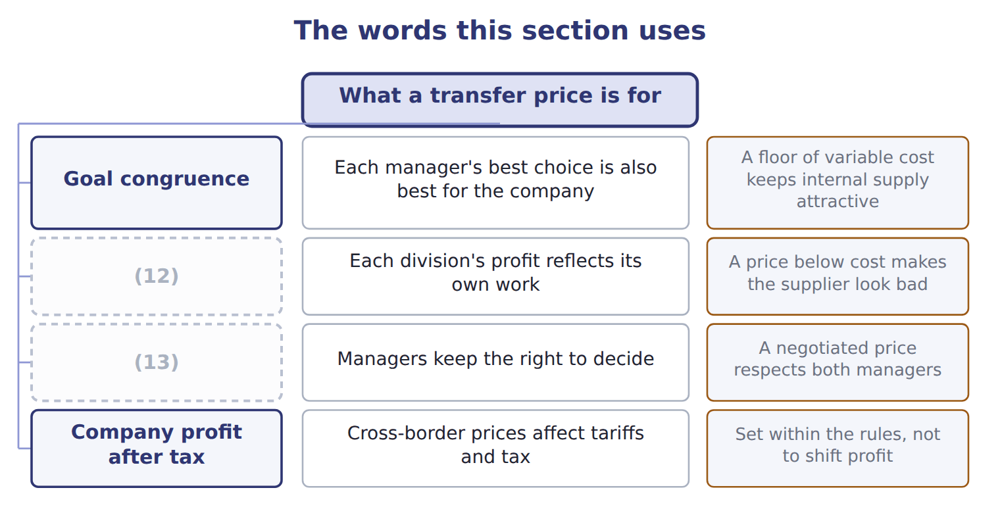 The words this section uses
What a transfer price is for
Goal congruence
Each manager's best choice is also
best for the company
A floor of variable cost
keeps internal supply
attractive
(12)
Each division's profit reflects its
own work
A price below cost makes
the supplier look bad
(13)
Managers keep the right to decide
A negotiated price
respects both managers
Company profit
after tax
Cross-border prices affect tariffs
and tax
Set within the rules, not
to shift profit